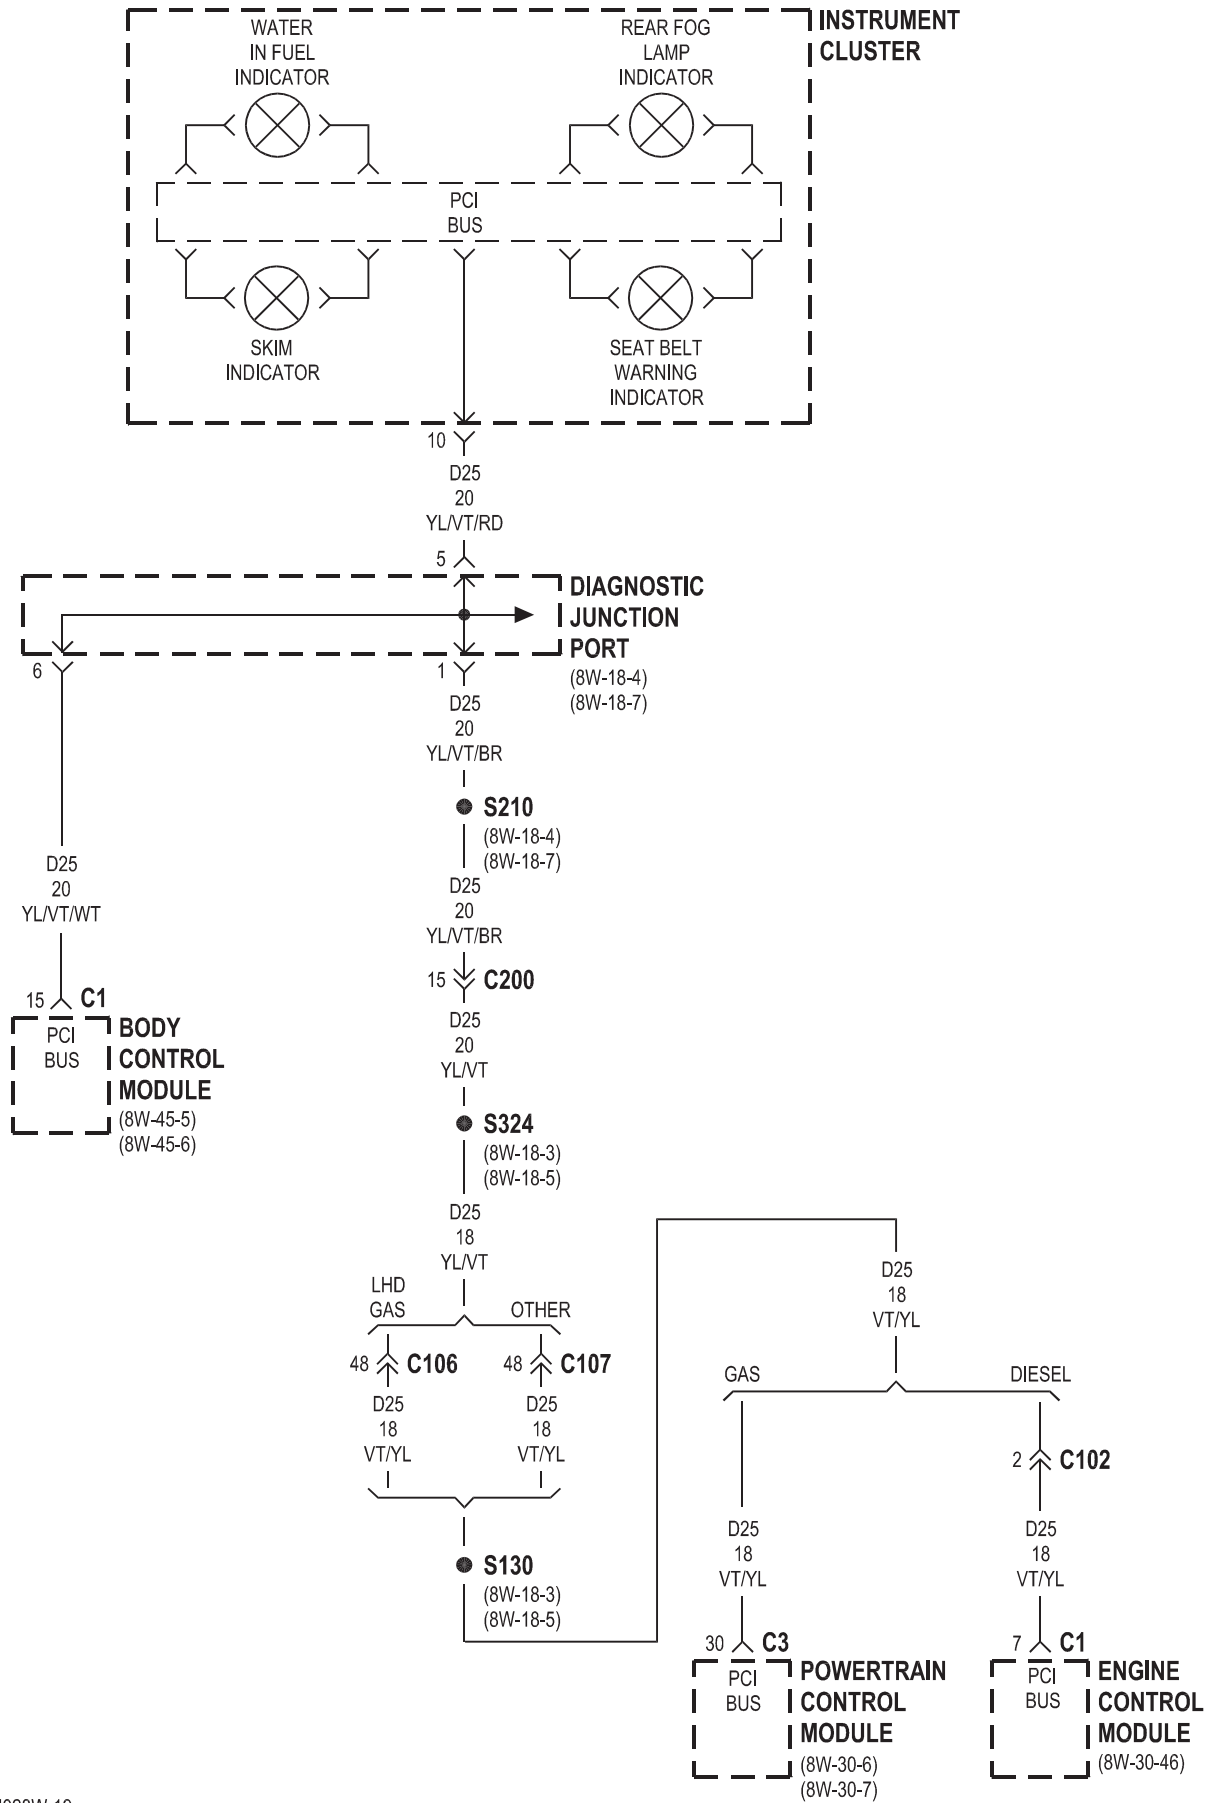 INSTRUMENT
CLUSTER
WATER
IN FUEL
INDICATOR
REAR FOG
LAMP
INDICATOR
PCI
BUS
SKIM
INDICATOR
SEAT BELT
WARNING
INDICATOR
10
D25
20
YL/VT/RD
5
DIAGNOSTIC
JUNCTION
PORT
(8W-18-4)
(8W-18-7)
6
1
D25
20
YL/VT/BR
S210
(8W-18-4)
(8W-18-7)
D25
20
YL/VT/WT
D25
20
YL/VT/BR
15 C200
15 C1
PCI
BUS
BODY
CONTROL
MODULE
(8W-45-5)
(8W-45-6)
D25
20
YL/VT
S324
(8W-18-3)
(8W-18-5)
D25
18
YL/VT
LHD
GAS
OTHER
48 C106
48 C107
D25
18
VT/YL
D25
18
VT/YL
S130
(8W-18-3)
(8W-18-5)
D25
18
VT/YL
GAS
DIESEL
2 C102
D25
18
VT/YL
D25
18
VT/YL
30 C3
PCI
BUS
POWERTRAIN
CONTROL
MODULE
(8W-30-6)
(8W-30-7)
7 C1
PCI
BUS
ENGINE
CONTROL
MODULE
(8W-30-46)